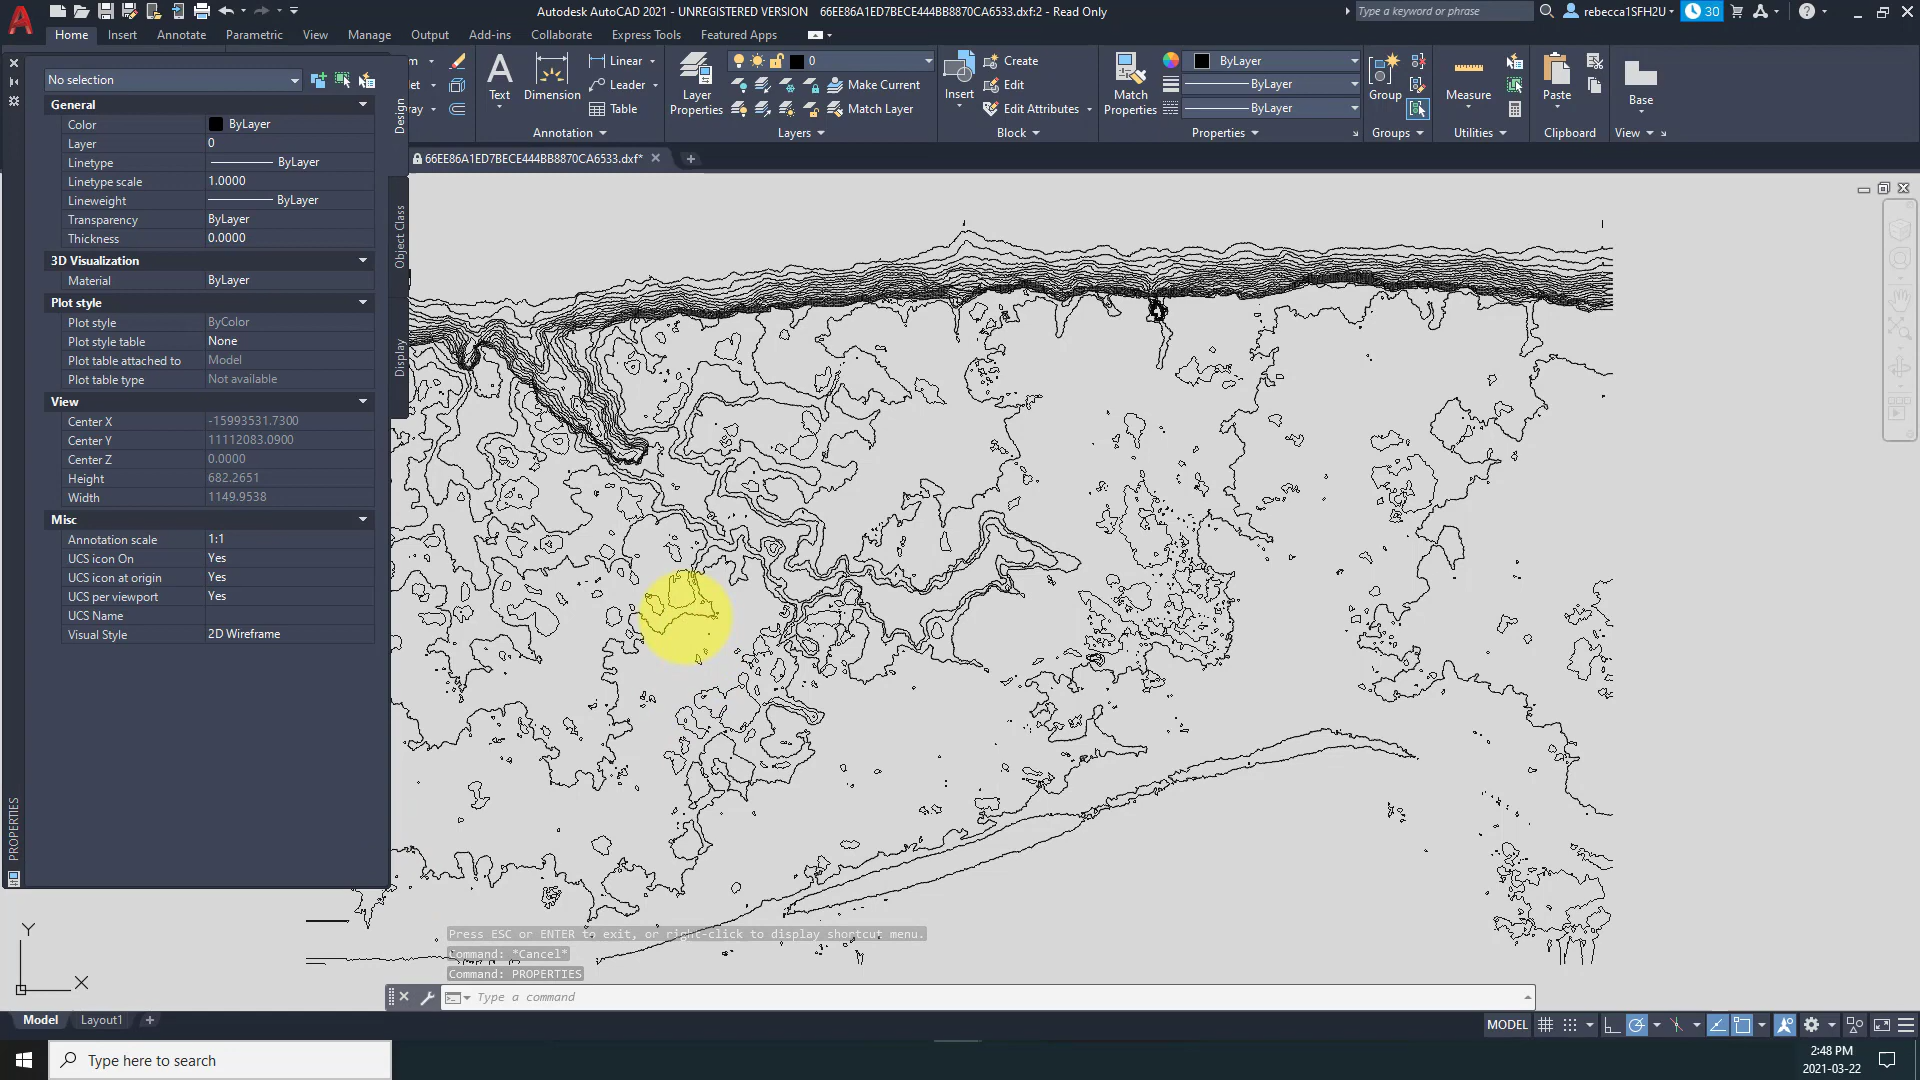 Autodesk AutoCAD 2021 - UNREGISTERED VERSION 66EE86A1ED7BECE444BB8870CA6533.dxf:2 - Read Only
Type a keyword or phrase
rebecca1SFH2U
30
Home Insert Annotate Parametric View Manage Output Add-ins Collaborate Express Tools Featured Apps
No selection
General
Color ByLayer
Layer 0
Linetype ByLayer
Linetype scale 1.0000
Lineweight ByLayer
Transparency ByLayer
Thickness 0.0000
3D Visualization
Material ByLayer
Plot style
Plot style ByColor
Plot style table None
Plot table attached to Model
Plot table type Not available
View
Center X -15993531.7300
Center Y 11112083.0900
Center Z 0.0000
Height 682.2651
Width 1149.9538
Misc
Annotation scale 1:1
UCS icon On Yes
UCS icon at origin Yes
UCS per viewport Yes
UCS Name
Visual Style 2D Wireframe
PROPERTIES
Design
Object Class
Display
Text
Dimension
Linear
Leader
Table
Annotation
Layer
Properties
0
Make Current
Match Layer
Layers
Insert
Create
Edit
Edit Attributes
Block
Match
Properties
ByLayer
ByLayer
ByLayer
Properties
Group
Groups
Measure
Utilities
Paste
Clipboard
Base
View
66EE86A1ED7BECE444BB8870CA6533.dxf*
Press ESC or ENTER to exit, or right-click to display shortcut menu.
Command: *Cancel*
Command: PROPERTIES
Type a command
Y
X
Model Layout1
MODEL
Type here to search
2:48 PM
2021-03-22